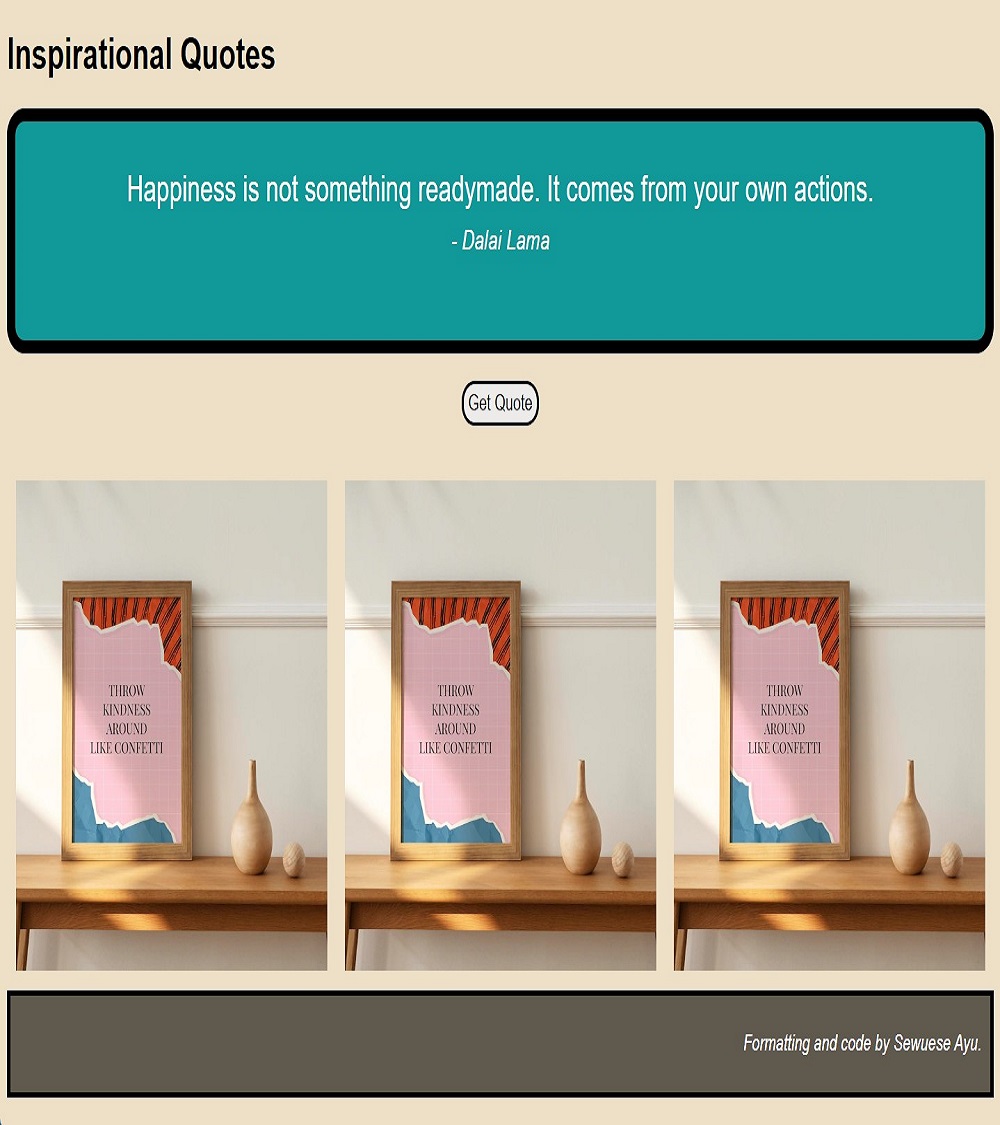 Inspirational Quotes
Happiness is not something readymade. It comes from your own actions.
- Dalai Lama
Get Quote
THROW
KINDNESS
AROUND
LIKE CONFETTI
THROW
KINDNESS
AROUND
LIKE CONFETTI
THROW
KINDNESS
AROUND
LIKE CONFETTI
Formatting and code by Sewuese Ayu.